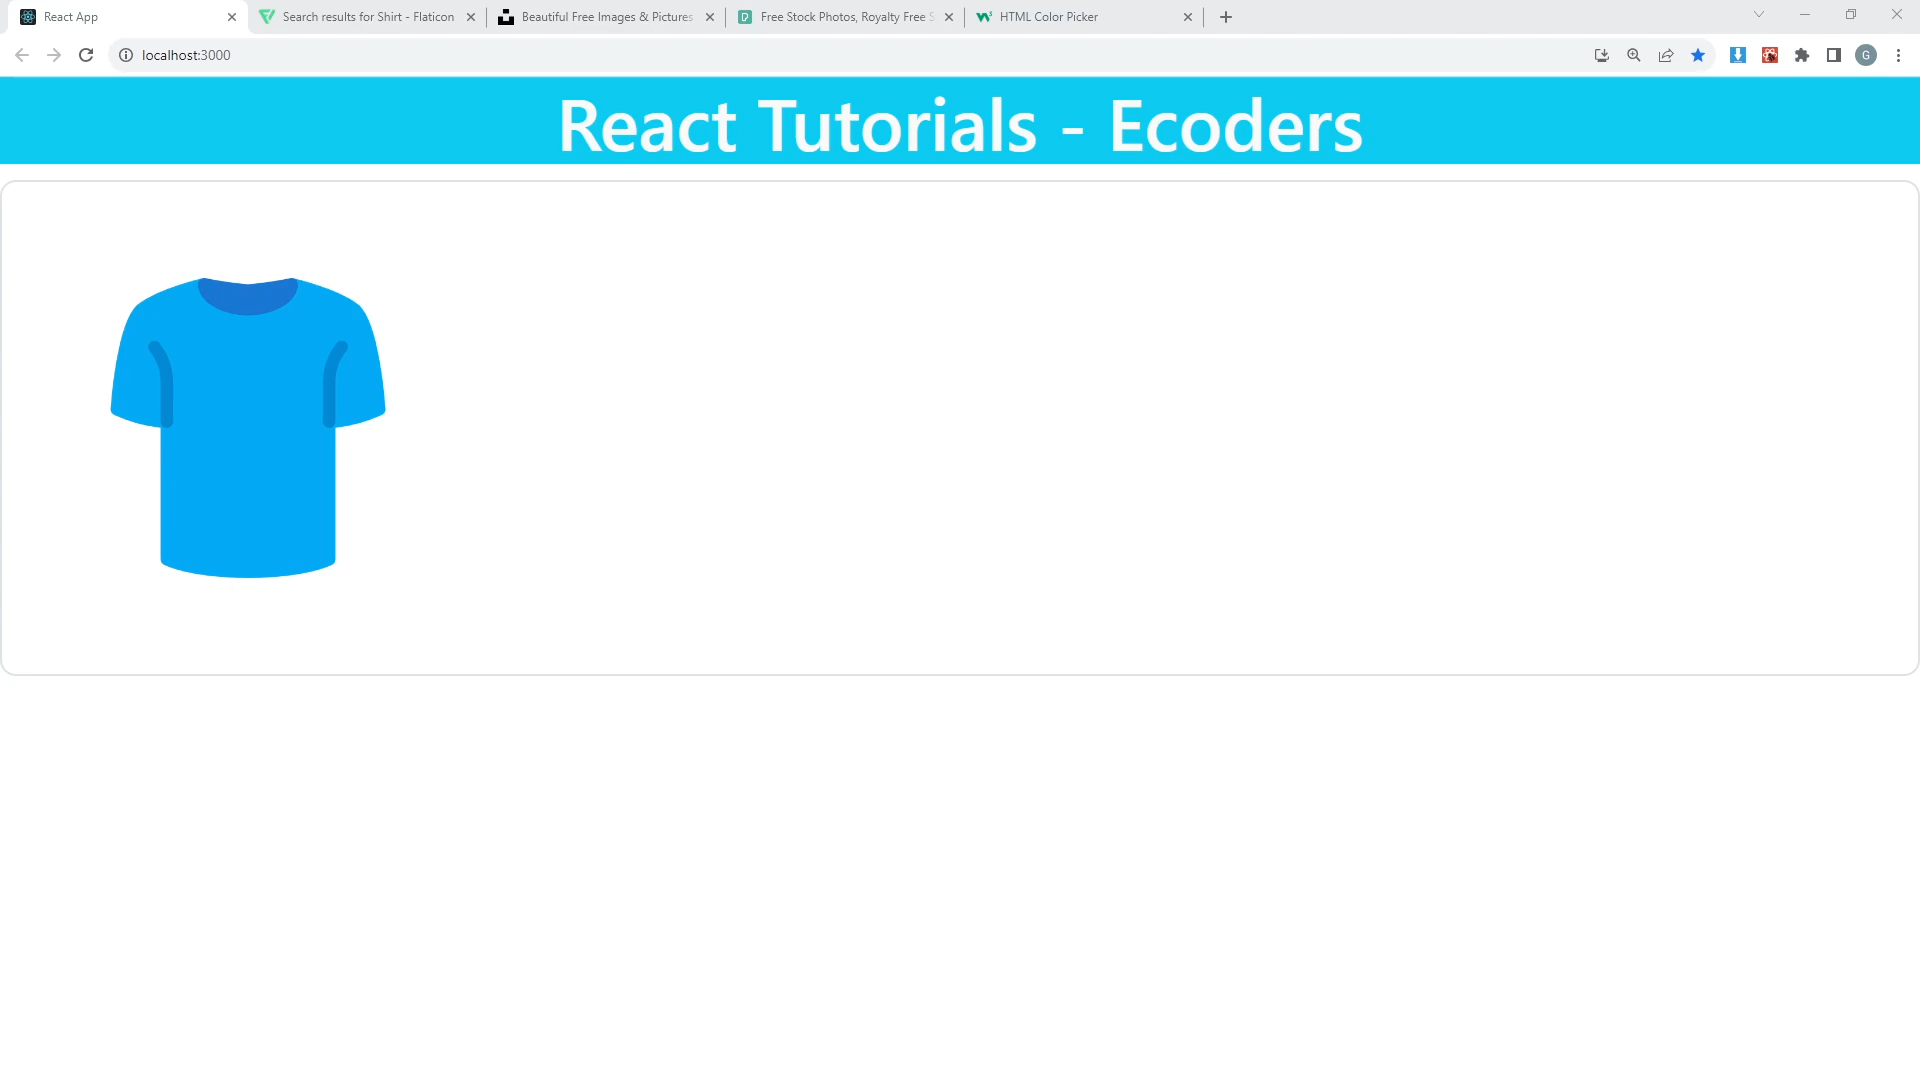 React App
Search results for Shirt - Flaticon
Beautiful Free Images & Pictures
Free Stock Photos, Royalty Free S
HTML Color Picker
localhost:3000
G
React Tutorials - Ecoders